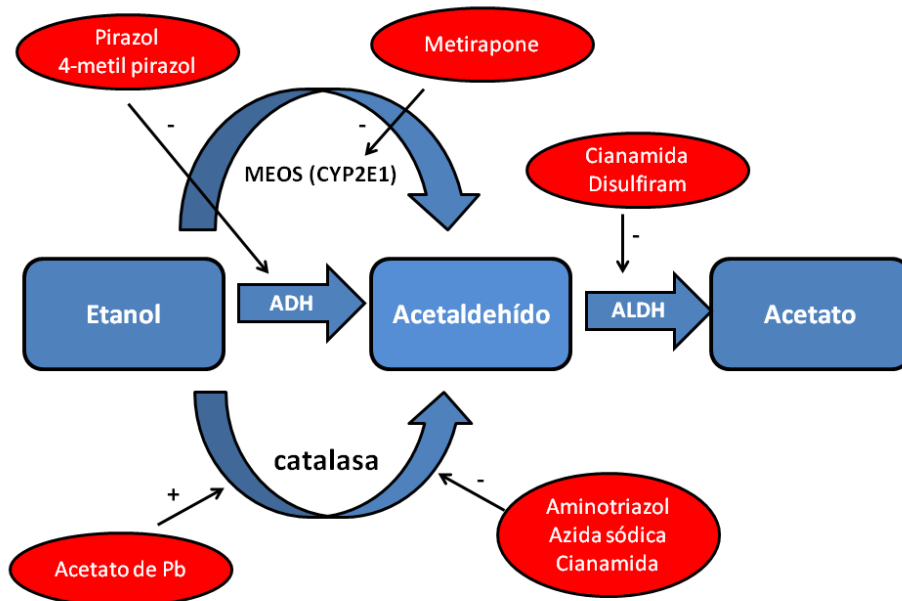 Pirazol
4-metil pirazol
Metirapone
-
-
MEOS (CYP2E1)
Cianamida
Disulfiram
-
Etanol
ADH
Acetaldehído
ALDH
Acetato
catalasa
+
-
Acetato de Pb
Aminotriazol
Azida sódica
Cianamida